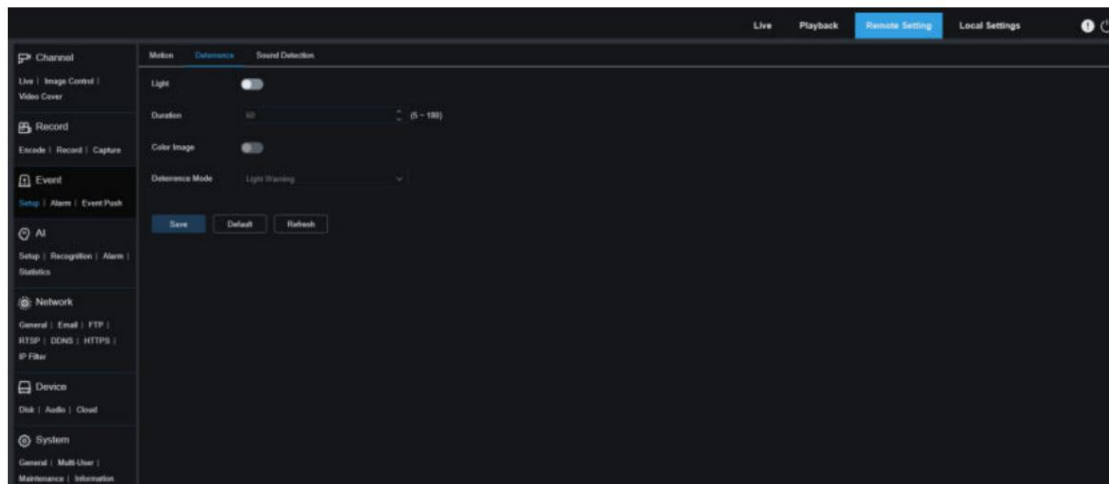 Live Playback Remote Setting Local Settings
Channel
Live | Image Control |
Video Cover
Record
Encode | Record | Capture
Event
Setup | Alarm | Event Push
AI
Setup | Recognition | Alarm |
Statistics
Network
General | Email | FTP |
RTSP | DDNS | HTTPS |
IP Filter
Device
Disk | Audio | Cloud
System
General | Multi-User |
Maintenance | Information
Motion Deterrence Sound Detection
Light
Duration 60 (5 ~ 180)
Color Image
Deterrence Mode Light Warning
Save Default Refresh